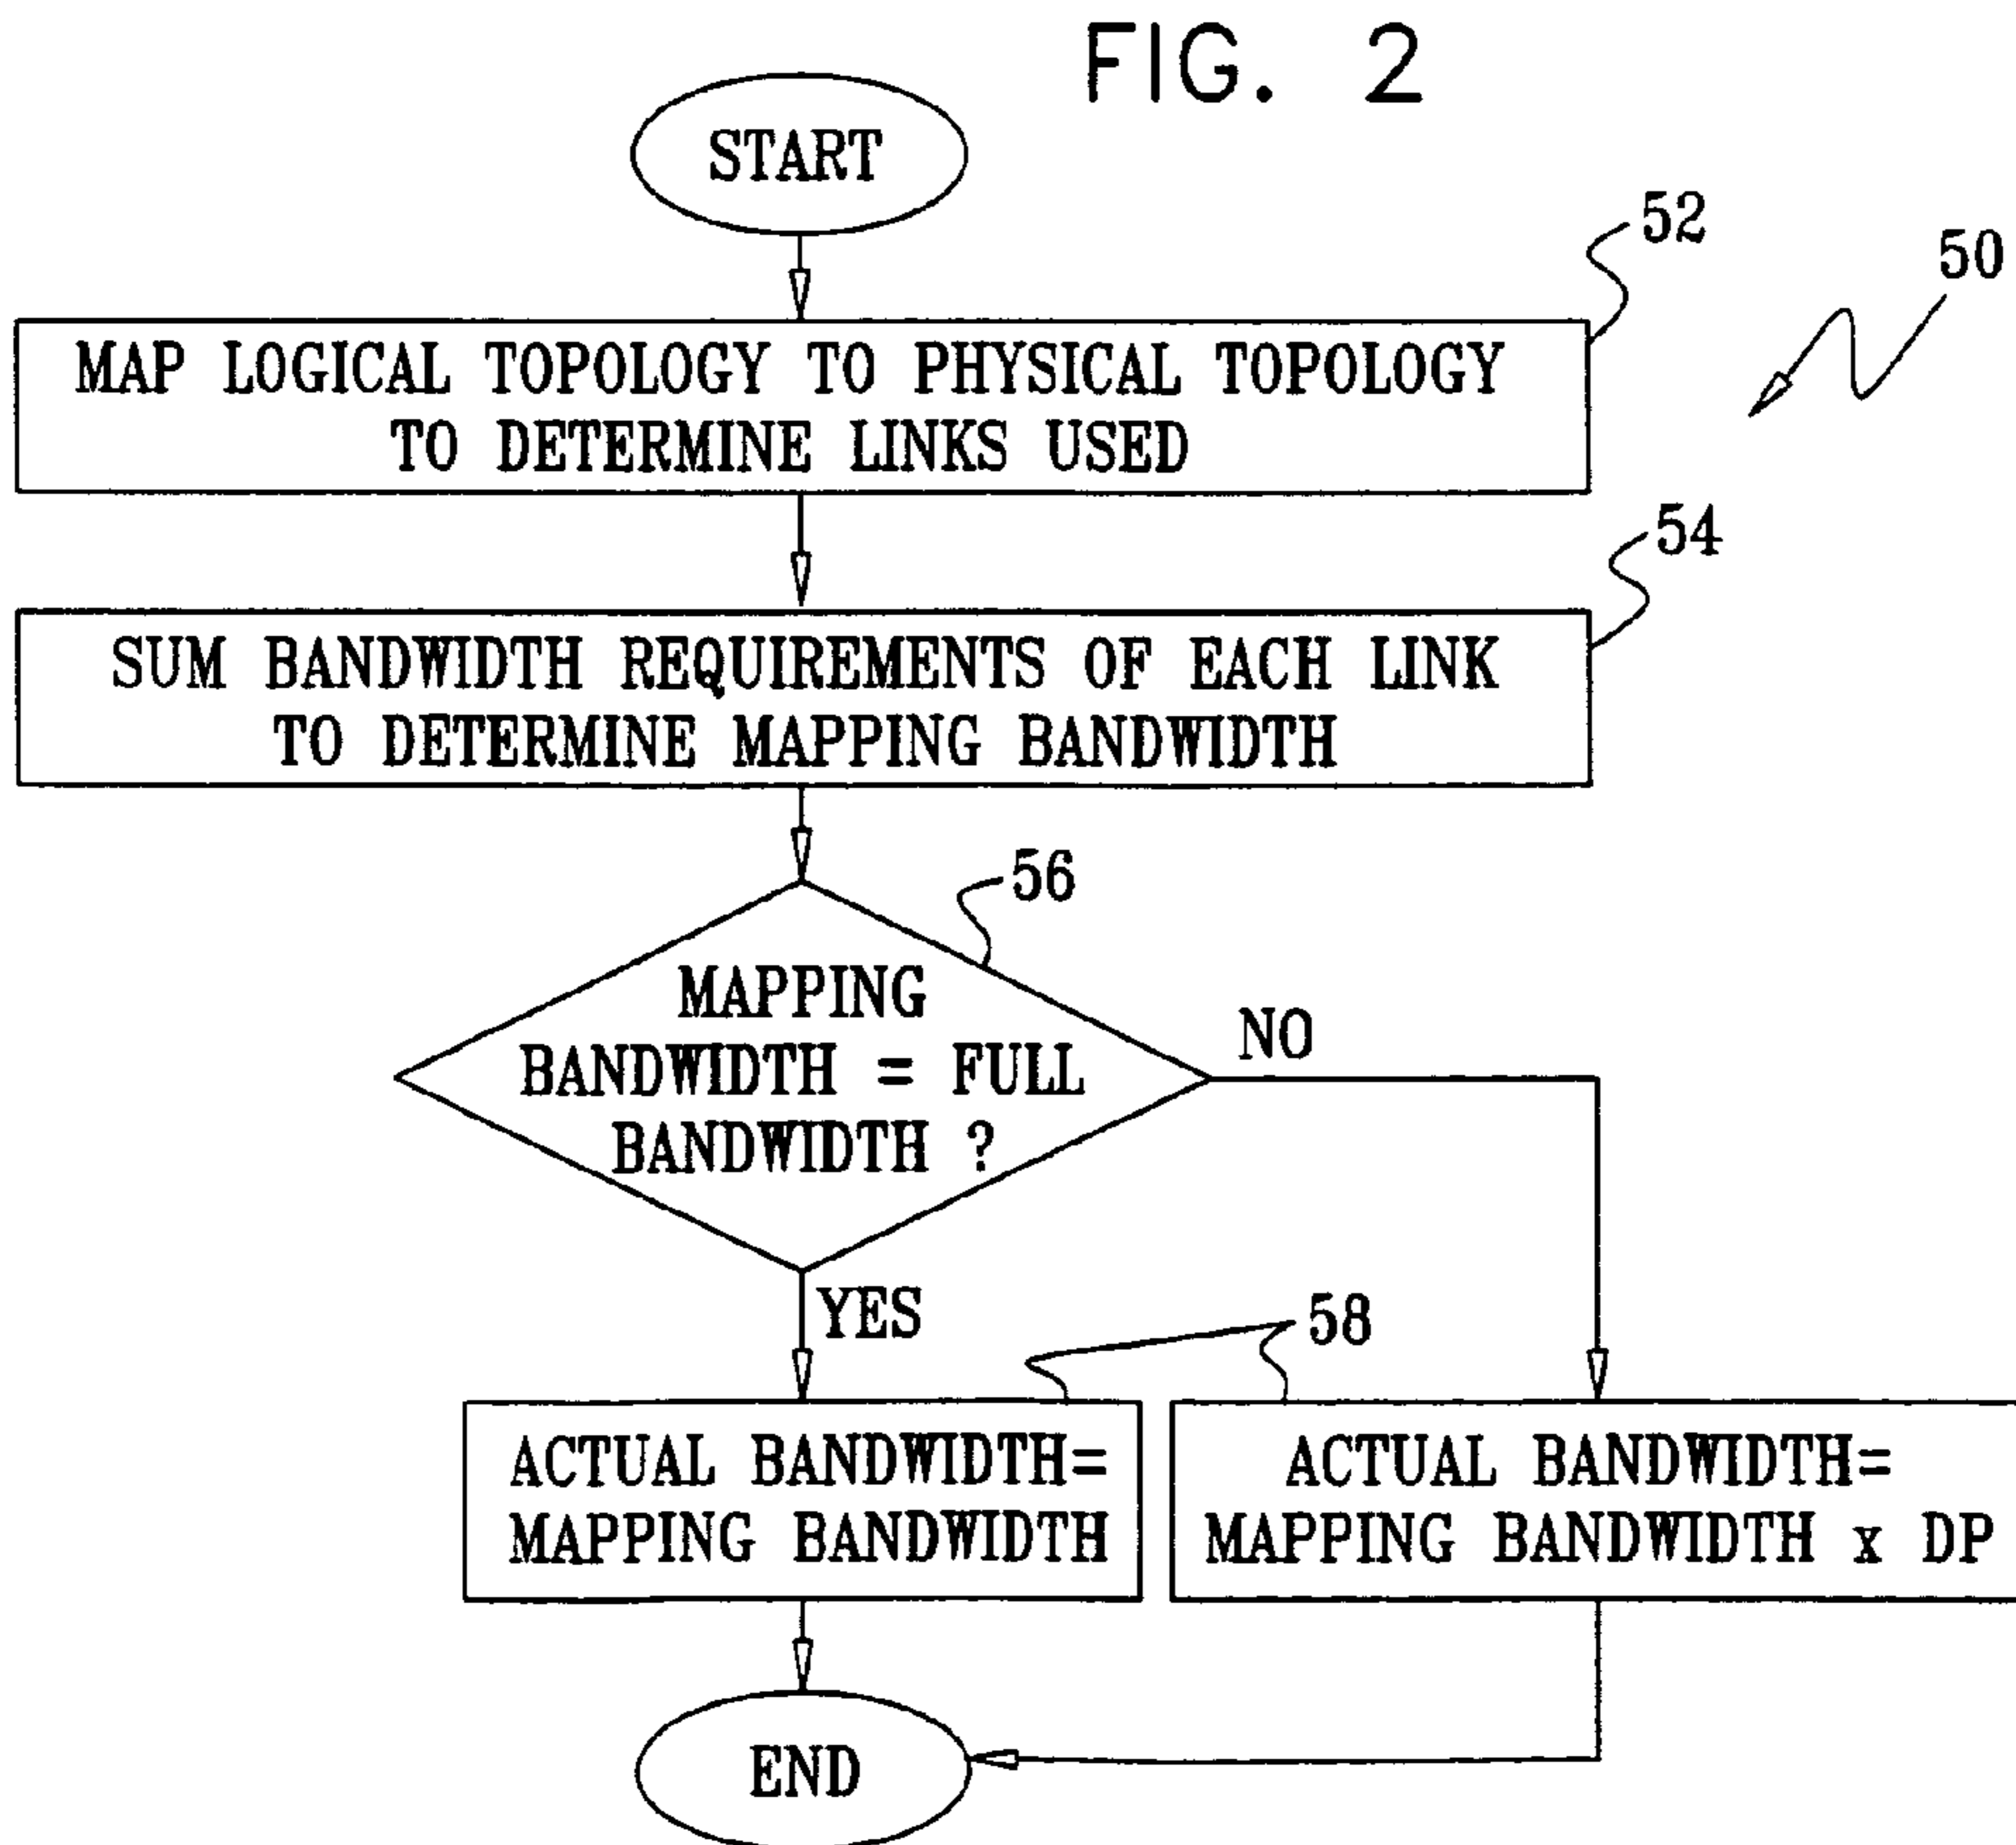 FIG. 2
START
52
50
MAP LOGICAL TOPOLOGY TO PHYSICAL TOPOLOGY
TO DETERMINE LINKS USED
54
SUM BANDWIDTH REQUIREMENTS OF EACH LINK
TO DETERMINE MAPPING BANDWIDTH
56
MAPPING
BANDWIDTH = FULL
BANDWIDTH ?
NO
YES
58
ACTUAL BANDWIDTH=
MAPPING BANDWIDTH
ACTUAL BANDWIDTH=
MAPPING BANDWIDTH x DP
END